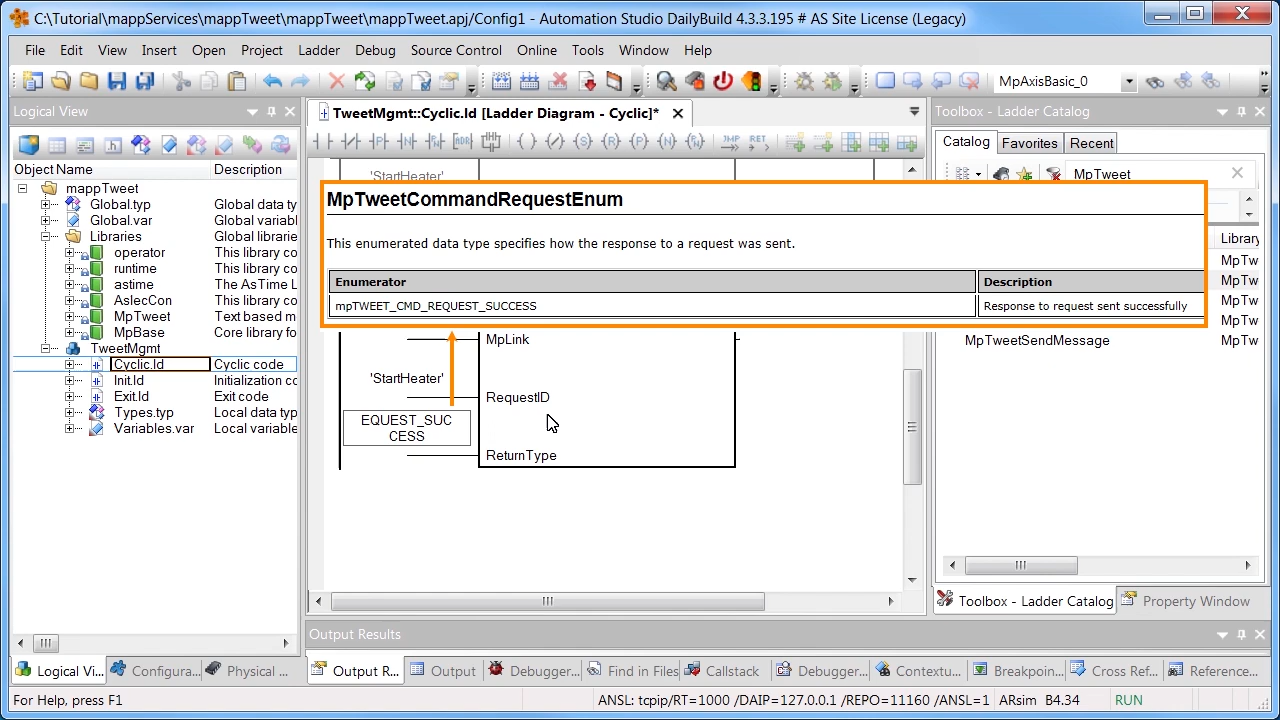 C:\Tutorial\mappServices\mappTweet\mappTweet\mappTweet.apj/Config1 - Automation Studio DailyBuild 4.3.3.195 # AS Site License (Legacy)
File Edit View Insert Open Project Ladder Debug Source Control Online Tools Window Help
MpAxisBasic_0
Logical View
TweetMgmt::Cyclic.ld [Ladder Diagram - Cyclic]*
Toolbox - Ladder Catalog
Catalog Favorites Recent
MpTweet
Object Name Description
mappTweet
Global.typ Global data ty
Global.var Global variabl
Libraries Global librarie
operator This library co
runtime This library co
astime The AsTime L
AslecCon This library co
MpTweet Text based m
MpBase Core library fo
TweetMgmt
Cyclic.ld Cyclic code
Init.ld Initialization cc
Exit.ld Exit code
Types.typ Local data typ
Variables.var Local variable
'StartHeater'
MpTweetCommandRequestEnum
This enumerated data type specifies how the response to a request was sent.
Enumerator Description
mpTWEET_CMD_REQUEST_SUCCESS Response to request sent successfully
MpLink
'StartHeater'
RequestID
EQUEST_SUC
CESS
ReturnType
Library
MpTw
MpTw
MpTw
MpTw
MpTweetSendMessage MpTw
Toolbox - Ladder Catalog Property Window
Output Results
Logical Vi... Configura... Physical ...
Output R... Output Debugger... Find in Files Callstack Debugger... Contextu... Breakpoin... Cross Ref... Reference...
For Help, press F1 ANSL: tcpip/RT=1000 /DAIP=127.0.0.1 /REPO=11160 /ANSL=1 ARsim B4.34 RUN